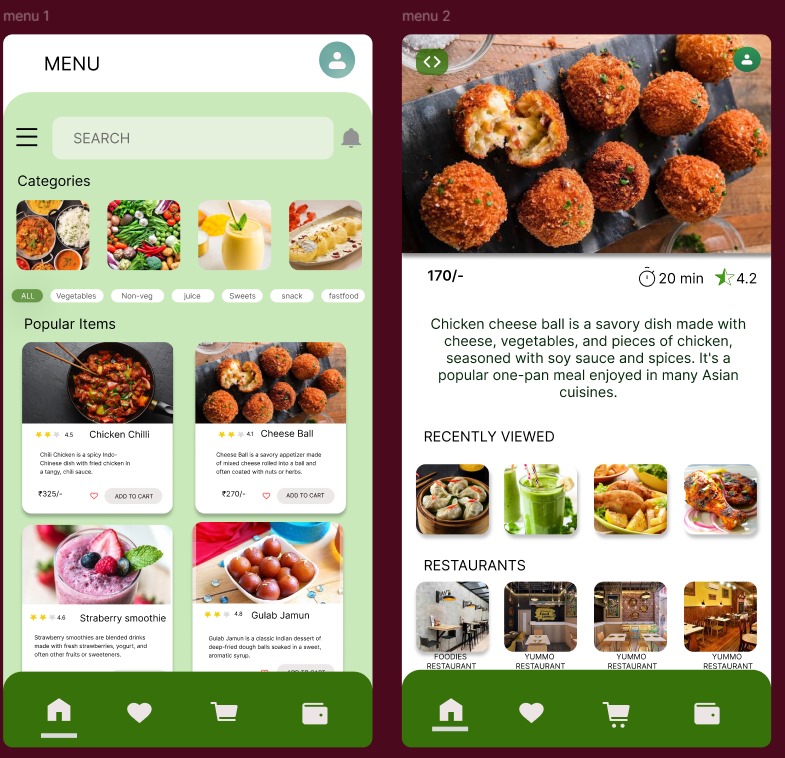 menu 1
MENU
SEARCH
Categories
ALL
Vegetables
Non-veg
juice
Sweets
snack
fastfood
Popular Items
4.5
Chicken Chilli
Chili Chicken is a spicy Indo-
Chinese dish with fried chicken in
a tangy, chili sauce.
₹325/-
ADD TO CART
4.1
Cheese Ball
Cheese Ball is a savory appetizer made
of mixed cheese rolled into a ball and
often coated with nuts or herbs.
₹270/-
ADD TO CART
4.6
Straberry smoothie
Strawberry smoothies are blended drinks
made with fresh strawberries, yogurt, and
often other fruits or sweeteners.
4.8
Gulab Jamun
Gulab Jamun is a classic Indian dessert of
deep-fried dough balls soaked in a sweet,
aromatic syrup.
ADD TO CART
menu 2
170/-
20 min
4.2
Chicken cheese ball is a savory dish made with
cheese, vegetables, and pieces of chicken,
seasoned with soy sauce and spices. It's a
popular one-pan meal enjoyed in many Asian
cuisines.
RECENTLY VIEWED
RESTAURANTS
FOODIES
RESTAURANT
YUMMO
RESTAURANT
YUMMO
RESTAURANT
YUMMO
RESTAURANT